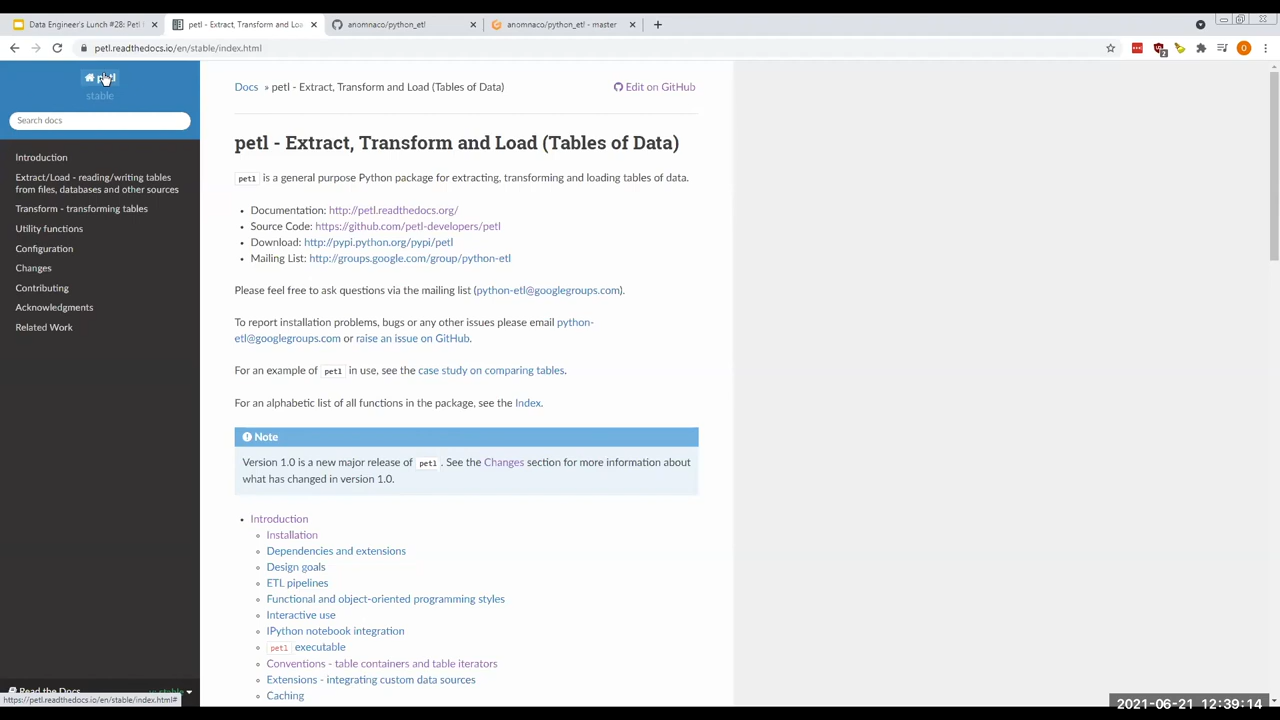 Data Engineer's Lunch #28: Petl
petl - Extract, Transform and Loa
anomnaco/python_etl
anomnaco/python_etl - master
petl.readthedocs.io/en/stable/index.html
stable
Search docs
Introduction
Extract/Load - reading/writing tables
from files, databases and other sources
Transform - transforming tables
Utility functions
Configuration
Changes
Contributing
Acknowledgments
Related Work
Read the Docs
https://petl.readthedocs.io/en/stable/index.html#
Docs » petl - Extract, Transform and Load (Tables of Data)
Edit on GitHub
petl - Extract, Transform and Load (Tables of Data)
petl is a general purpose Python package for extracting, transforming and loading tables of data.
• Documentation: http://petl.readthedocs.org/
• Source Code: https://github.com/petl-developers/petl
• Download: http://pypi.python.org/pypi/petl
• Mailing List: http://groups.google.com/group/python-etl
Please feel free to ask questions via the mailing list (python-etl@googlegroups.com).
To report installation problems, bugs or any other issues please email python-
etl@googlegroups.com or raise an issue on GitHub.
For an example of petl in use, see the case study on comparing tables.
For an alphabetic list of all functions in the package, see the Index.
Note
Version 1.0 is a new major release of petl. See the Changes section for more information about
what has changed in version 1.0.
• Introduction
Installation
Dependencies and extensions
Design goals
ETL pipelines
Functional and object-oriented programming styles
Interactive use
IPython notebook integration
petl executable
Conventions - table containers and table iterators
Extensions - integrating custom data sources
Caching
2021-06-21 12:39:14